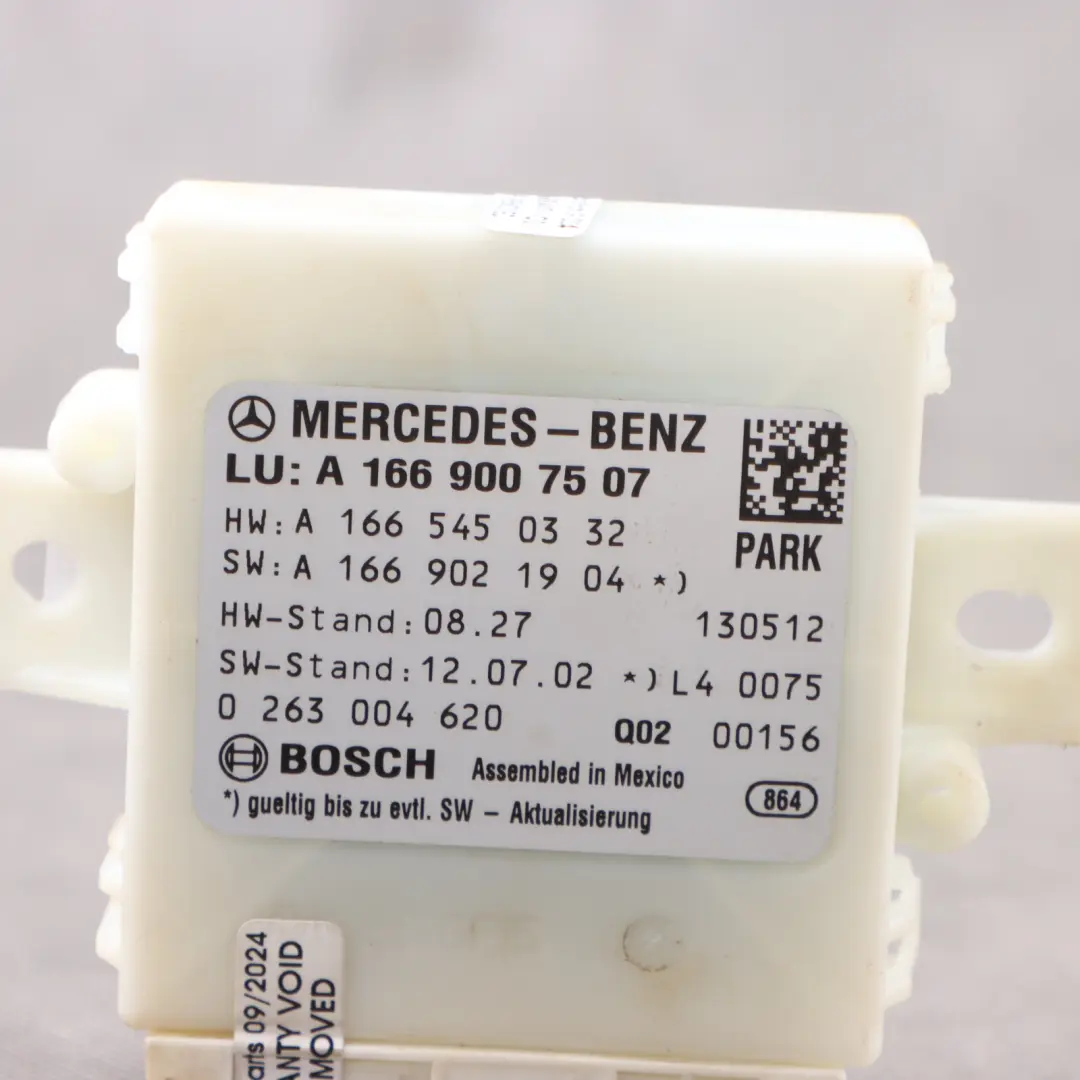 MERCEDES-BENZ
LU: A 166 900 75 07
HW: A 166 545 03 32
SW: A 166 902 19 04 *)
PARK
HW-Stand: 08.27 130512
SW-Stand: 12.07.02 *) L4 0075
0 263 004 620 Q02 00156
BOSCH Assembled in Mexico
*) gueltig bis zu evtl. SW - Aktualisierung
864
arts 09/2024
ANTY VOID
MOVED